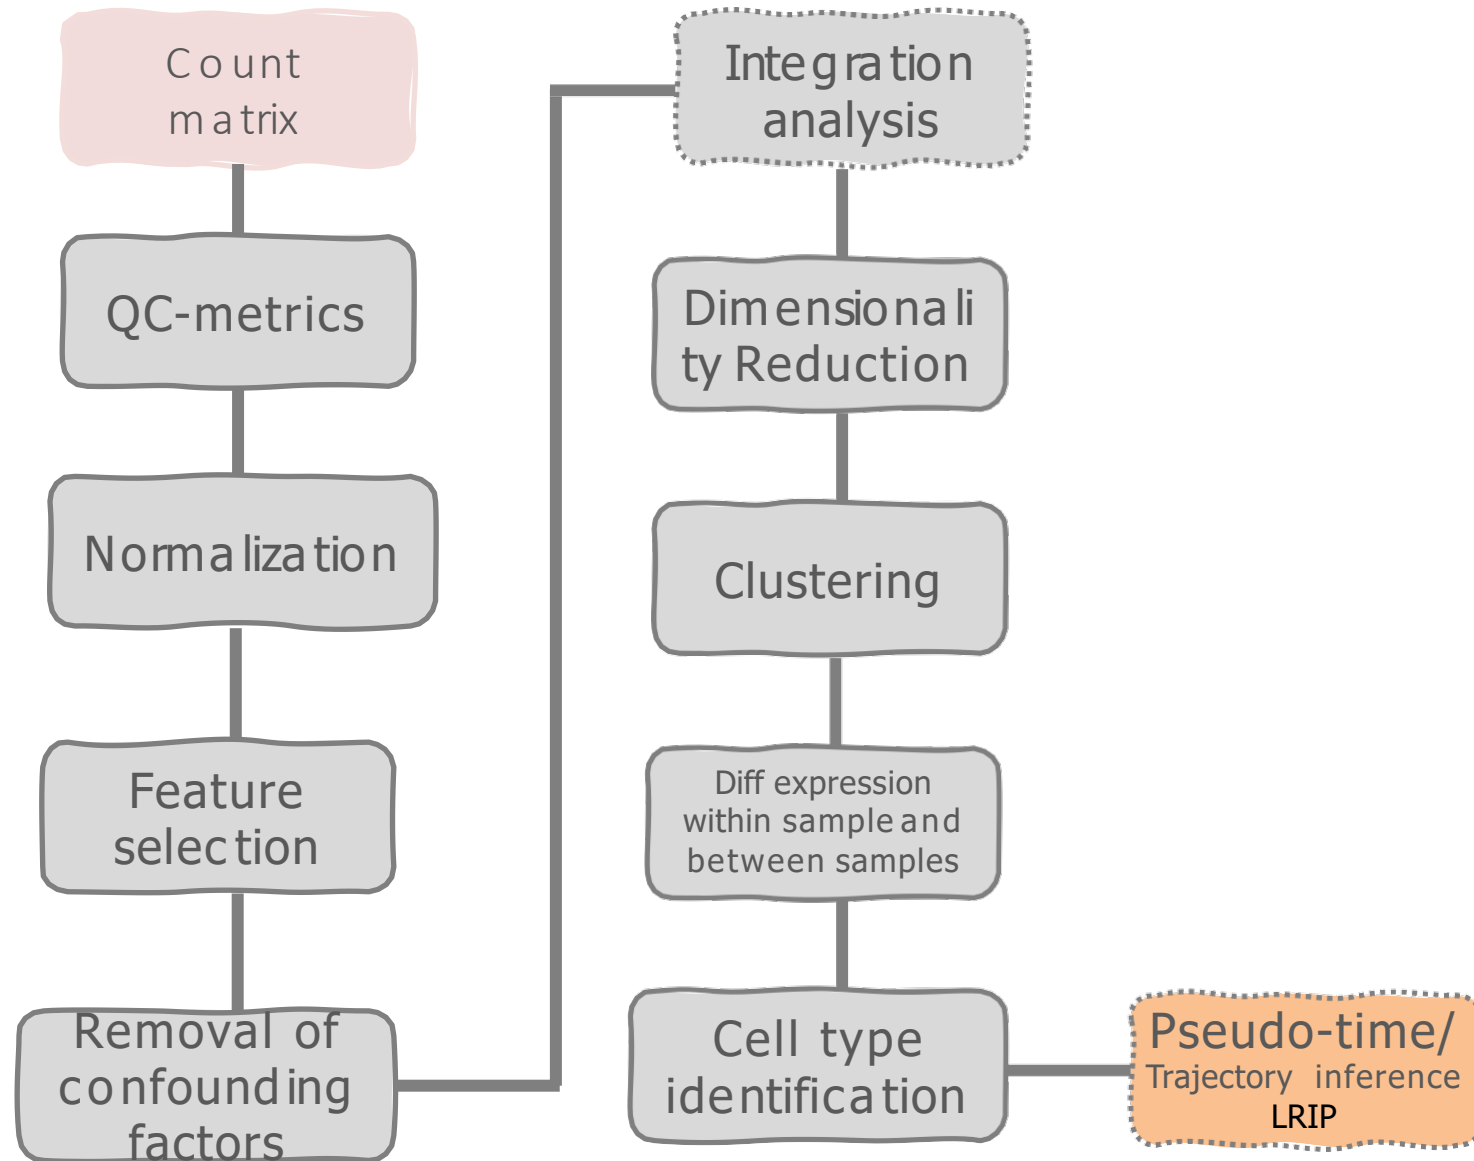 Count
matrix
QC-metrics
Normalization
Feature
selection
Removal of
confounding
factors
Integration
analysis
Dimensionali
ty Reduction
Clustering
Diff expression
within sample and
between samples
Cell type
identification
Pseudo-time/
Trajectory inference
LRIP